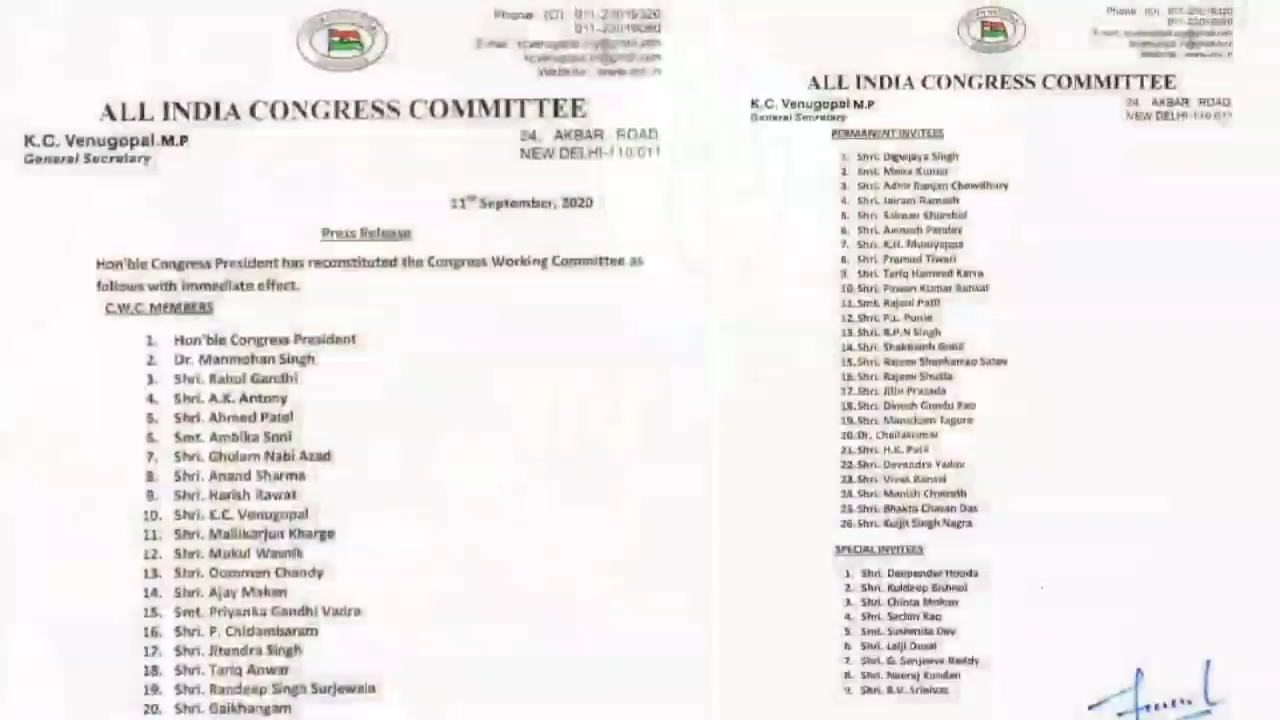 Phone (O) 011-23019320
011-23019080
ALL INDIA CONGRESS COMMITTEE
K.C. Venugopal M.P
General Secretary
24, AKBAR ROAD,
NEW DELHI-110 011
11th September, 2020
Press Release
Hon'ble Congress President has reconstituted the Congress Working Committee as
follows with immediate effect.
C.W.C. MEMBERS
1. Hon'ble Congress President
2. Dr. Manmohan Singh
3. Shri. Rahul Gandhi
4. Shri. A.K. Antony
5. Shri. Ahmed Patel
6. Smt. Ambika Soni
7. Shri. Ghulam Nabi Azad
8. Shri. Anand Sharma
9. Shri. Harish Rawat
10. Shri. K.C. Venugopal
11. Shri. Mallikarjun Kharge
12. Shri. Mukul Wasnik
13. Shri. Oommen Chandy
14. Shri. Ajay Maken
15. Smt. Priyanka Gandhi Vadra
16. Shri. P. Chidambaram
17. Shri. Jitendra Singh
18. Shri. Tariq Anwar
19. Shri. Randeep Singh Surjewala
20. Shri. Gaikhangam
ALL INDIA CONGRESS COMMITTEE
K.C. Venugopal M.P
General Secretary
24, AKBAR ROAD,
NEW DELHI-110 011
PERMANENT INVITEES
1. Shri. Digvijaya Singh
2. Smt. Meira Kumar
3. Shri. Adhir Ranjan Chowdhury
4. Shri. Jairam Ramesh
5. Shri. Salman Khurshid
6. Shri. Avinash Pandey
7. Shri. K.H. Muniyappa
8. Shri. Pramod Tiwari
9. Shri. Tariq Hameed Karra
10. Shri. Pawan Kumar Bansal
11. Smt. Rajani Patil
12. Shri. P.L. Punia
13. Shri. R.P.N Singh
14. Shri. Shaktisinh Gohil
15. Shri. Rajeev Shankarrao Satav
16. Shri. Rajeev Shukla
17. Shri. Jitin Prasada
18. Shri. Dinesh Gundu Rao
19. Shri. Manickam Tagore
20. Dr. Chellakumar
21. Shri. H.K. Patil
22. Shri. Devendra Yadav
23. Shri. Vivek Bansal
24. Shri. Manish Chatrath
25. Shri. Bhakta Charan Das
26. Shri. Kuljit Singh Nagra
SPECIAL INVITEES
1. Shri. Deepender Hooda
2. Shri. Kuldeep Bishnoi
3. Shri. Chinta Mohan
4. Shri. Sachin Rao
5. Smt. Sushmita Dev
6. Shri. Lalji Desai
7. Shri. G. Sanjeeva Reddy
8. Shri. Neeraj Kundan
9. Shri. B.V. Srinivas